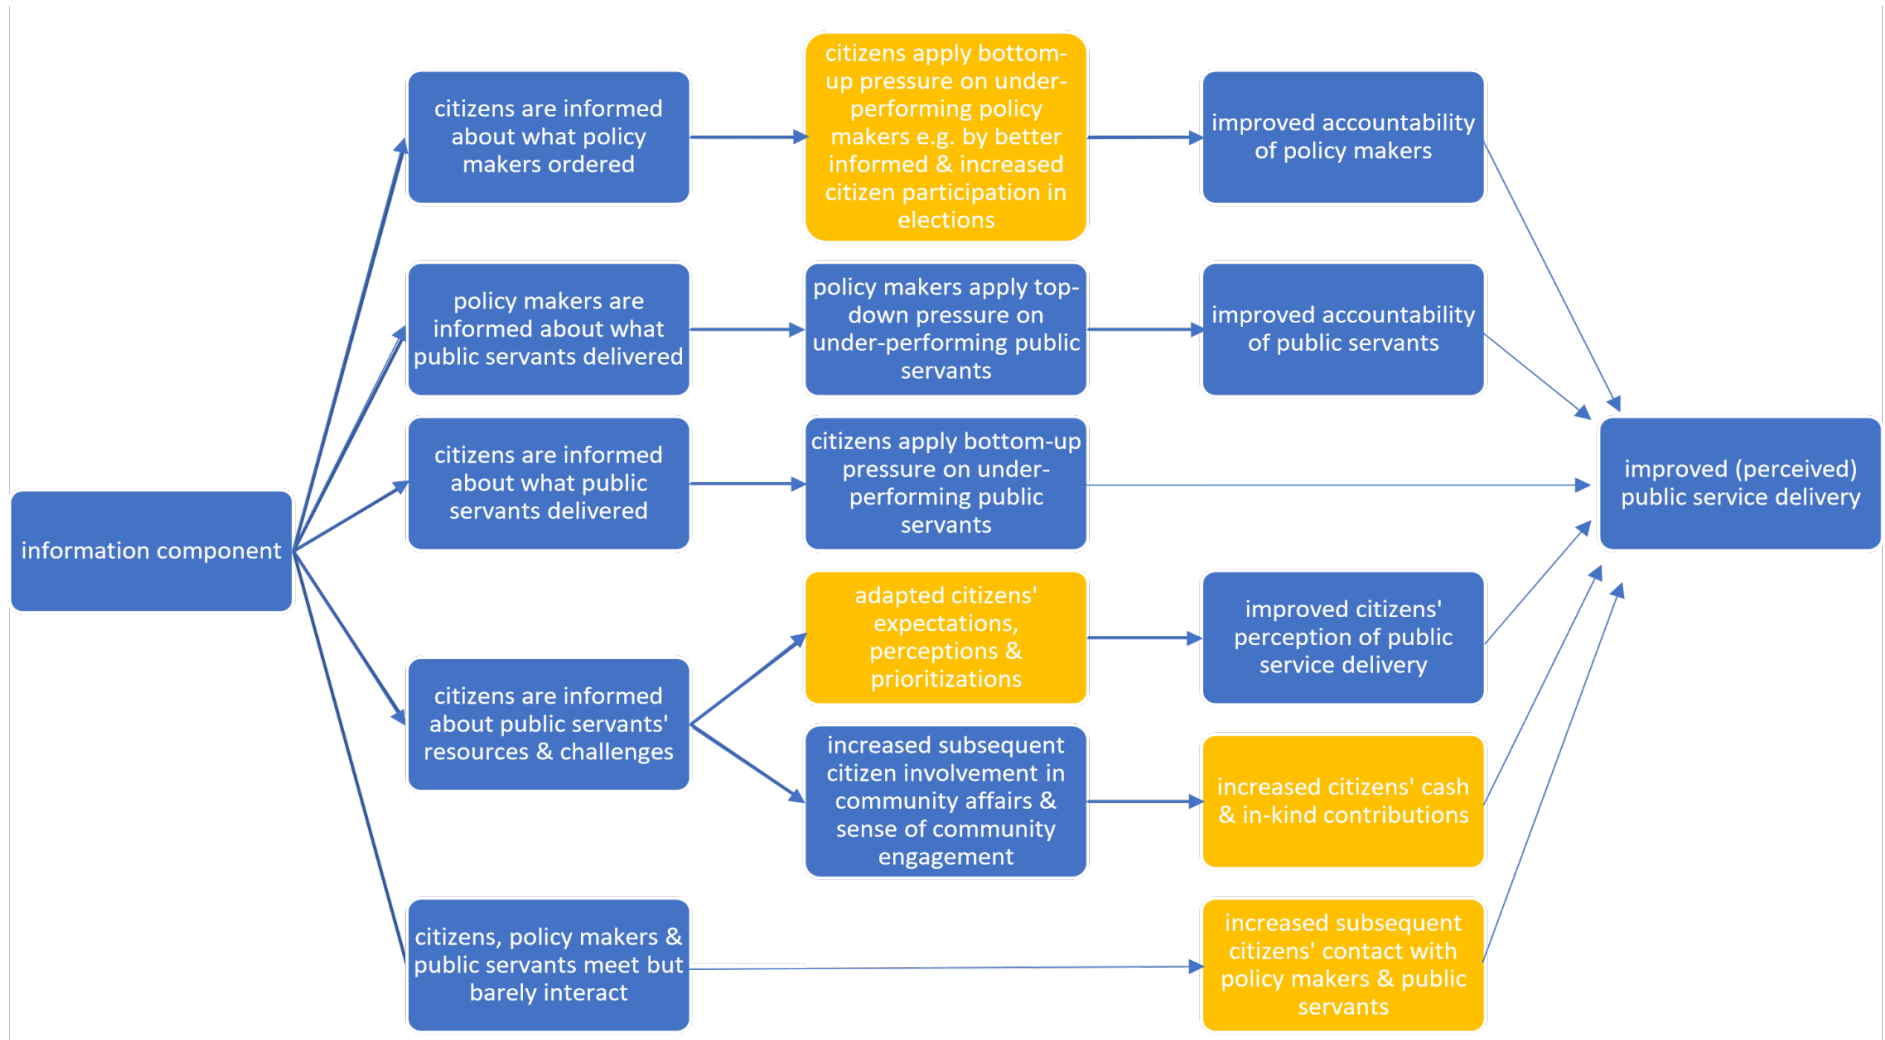 information component
citizens are informed
about what policy
makers ordered
citizens apply bottom-
up pressure on under-
performing policy
makers e.g. by better
informed & increased
citizen participation in
elections
improved accountability
of policy makers
policy makers are
informed about what
public servants delivered
policy makers apply top-
down pressure on
under-performing public
servants
improved accountability
of public servants
citizens are informed
about what public
servants delivered
citizens apply bottom-up
pressure on under-
performing public
servants
citizens are informed
about public servants'
resources & challenges
adapted citizens'
expectations,
perceptions &
prioritizations
improved citizens'
perception of public
service delivery
increased subsequent
citizen involvement in
community affairs &
sense of community
engagement
increased citizens' cash
& in-kind contributions
citizens, policy makers &
public servants meet but
barely interact
increased subsequent
citizens' contact with
policy makers & public
servants
improved (perceived)
public service delivery